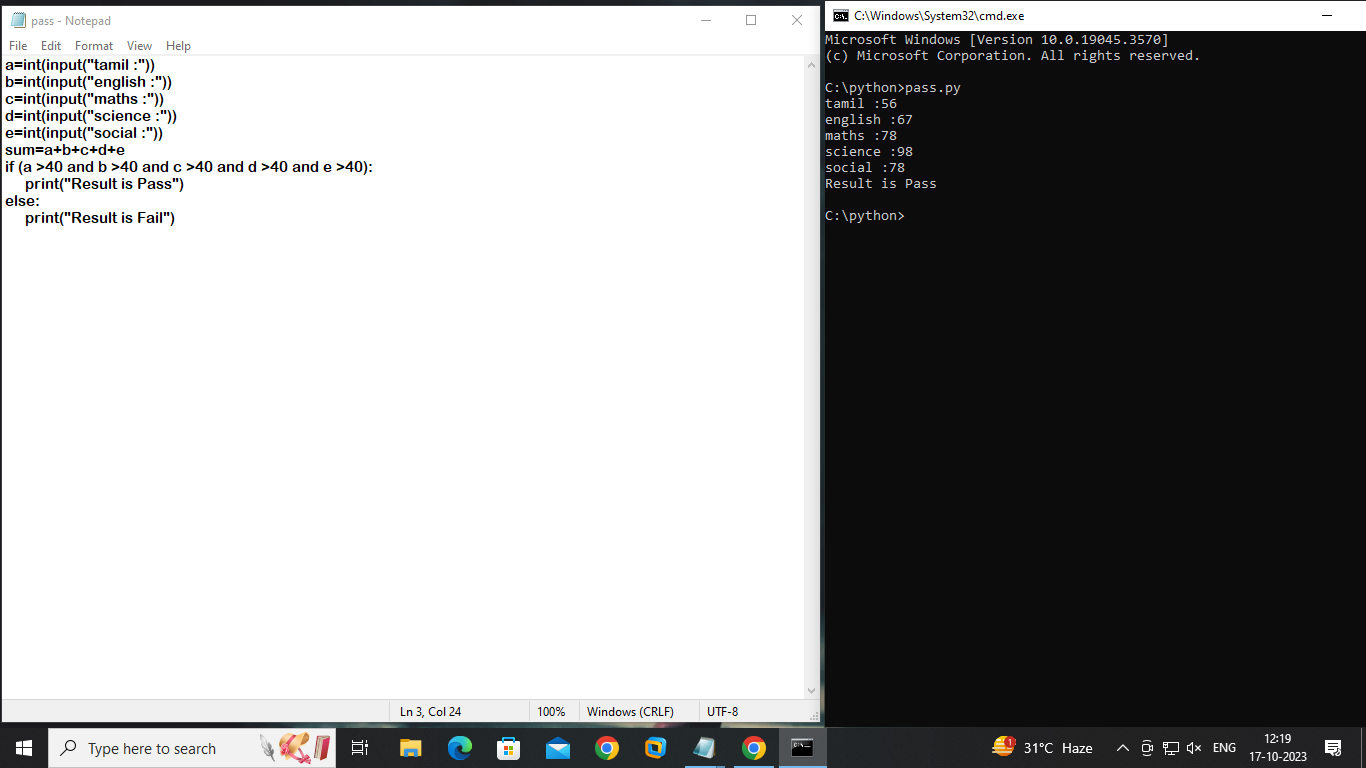 pass - Notepad
File Edit Format View Help
a=int(input("tamil :"))
b=int(input("english :"))
c=int(input("maths :"))
d=int(input("science :"))
e=int(input("social :"))
sum=a+b+c+d+e
if (a >40 and b >40 and c >40 and d >40 and e >40):
     print("Result is Pass")
else:
     print("Result is Fail")
Ln 3, Col 24 100% Windows (CRLF) UTF-8
C:\Windows\System32\cmd.exe
Microsoft Windows [Version 10.0.19045.3570]
(c) Microsoft Corporation. All rights reserved.
C:\python>pass.py
tamil :56
english :67
maths :78
science :98
social :78
Result is Pass
C:\python>
Type here to search
1
31°C Haze
ENG
12:19
17-10-2023